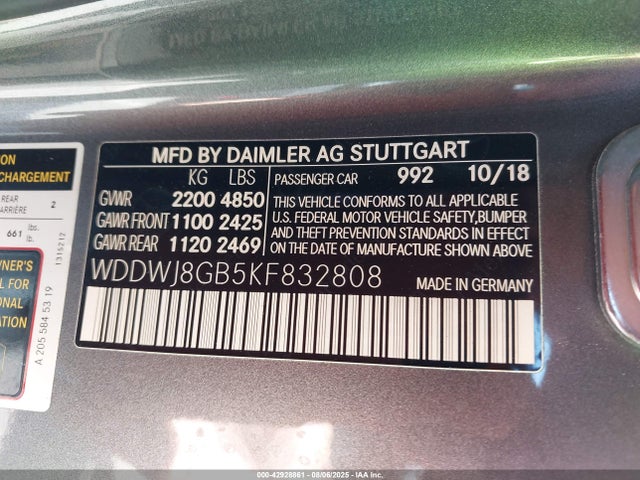 MFD BY DAIMLER AG STUTTGART
KG LBS
PASSENGER CAR 992 10/18
GVWR 2200 4850
GAWR FRONT 1100 2425
GAWR REAR 1120 2469
THIS VEHICLE CONFORMS TO ALL APPLICABLE
U.S. FEDERAL MOTOR VEHICLE SAFETY,BUMPER
AND THEFT PREVENTION STANDARDS IN EFFECT
ON DATE OF MANUFACTURE SHOWN ABOVE.
WDDWJ8GB5KF832808
MADE IN GERMANY
CHARGEMENT
REAR
2
661 lbs.
lb.
1315212
OWNER'S
A 205 584 53 19
000-42928861 - 08/06/2025 - IAA Inc.